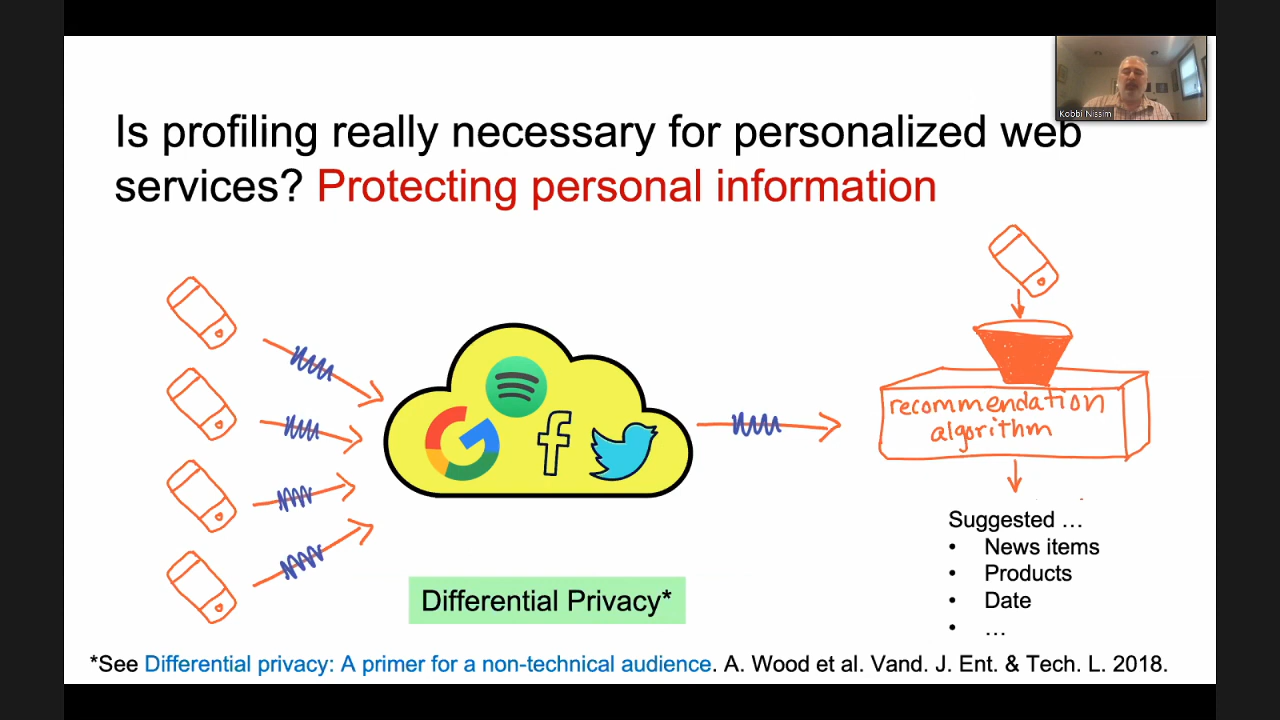 Kobbi Nissim
Is profiling really necessary for personalized web
services? Protecting personal information
recommendation
algorithm
Suggested …
• News items
• Products
• Date
• …
Differential Privacy*
*See Differential privacy: A primer for a non-technical audience. A. Wood et al. Vand. J. Ent. & Tech. L. 2018.